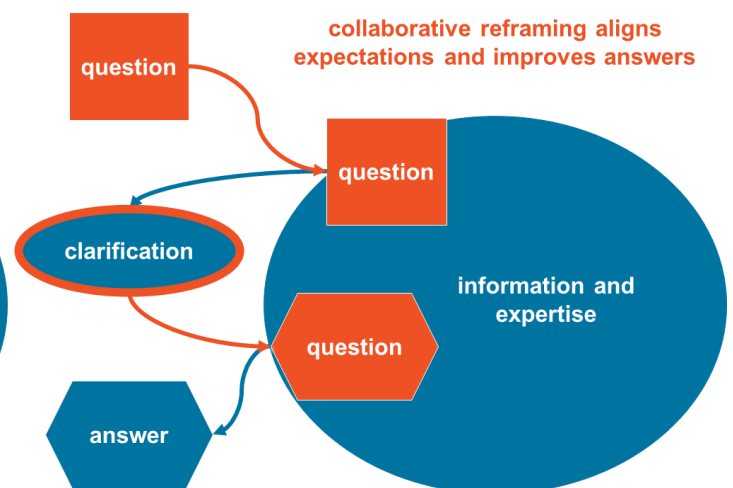 collaborative reframing aligns
expectations and improves answers
question
question
clarification
information and
expertise
question
answer